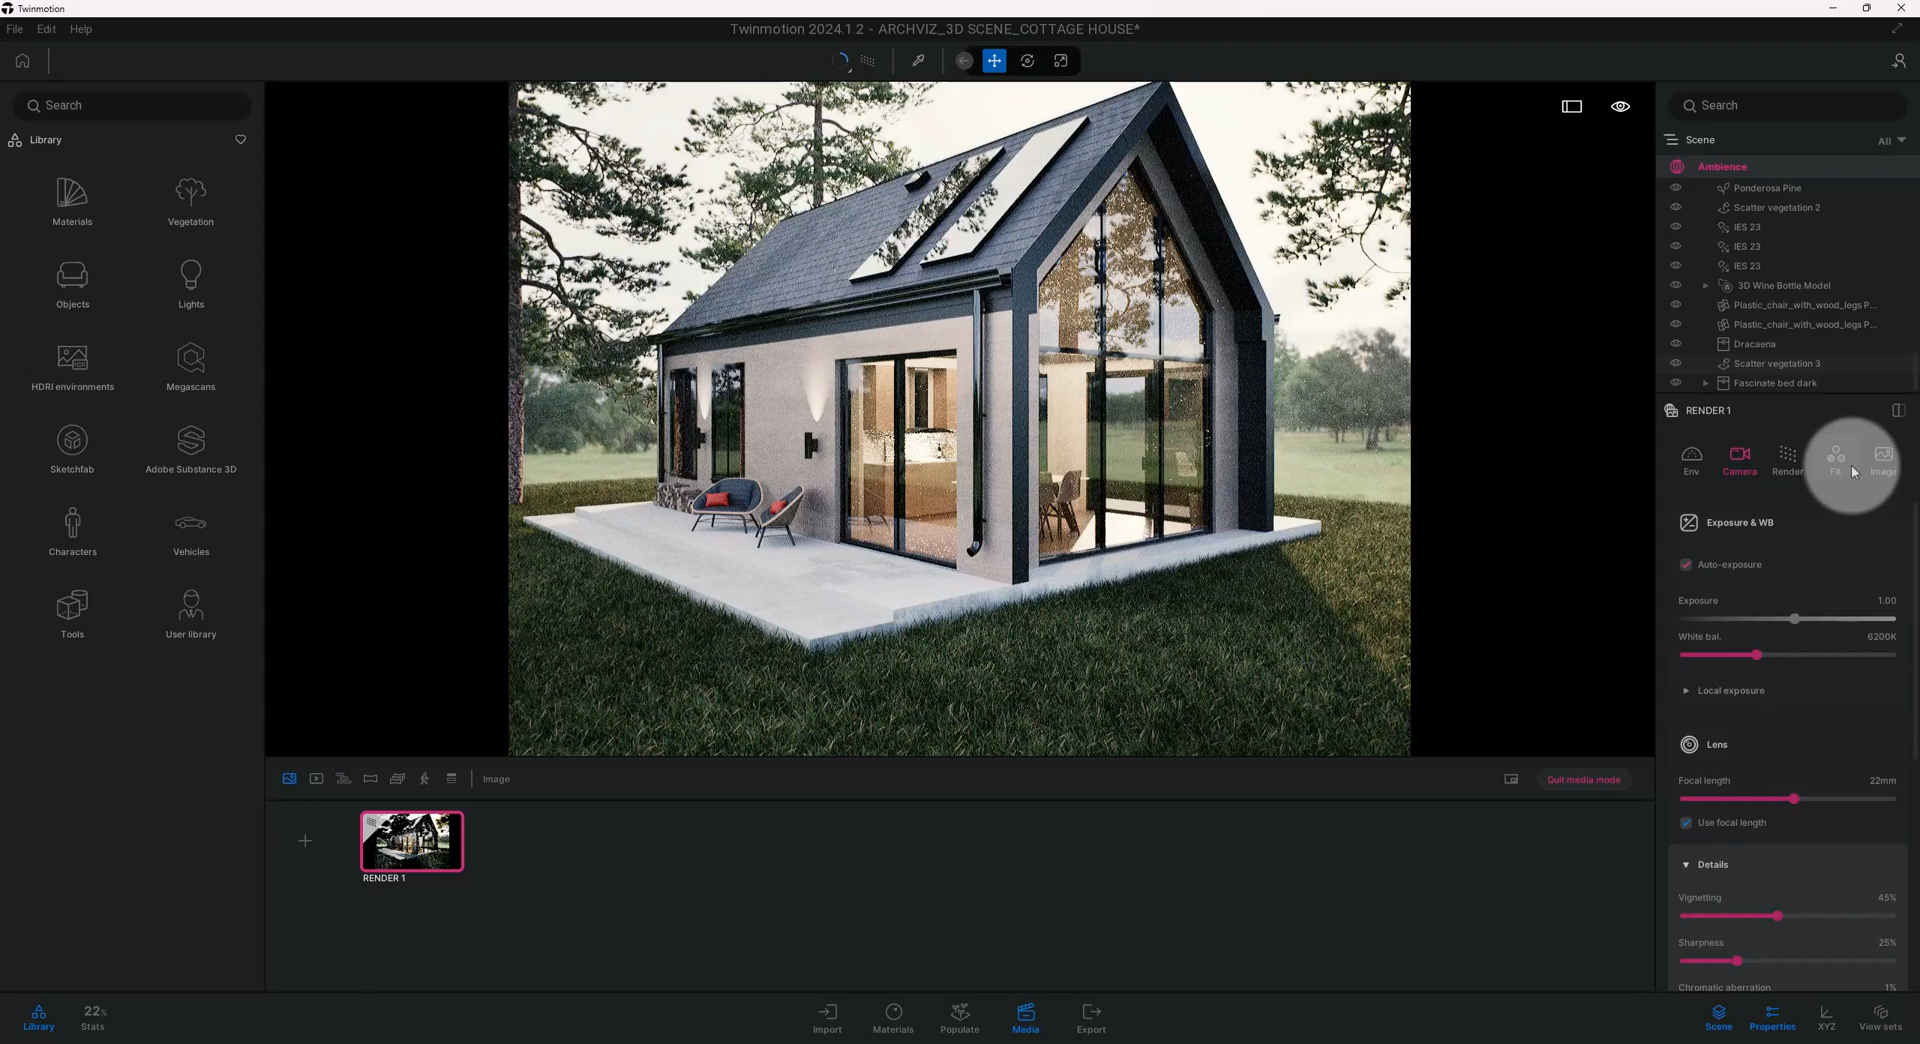 Twinmotion
File Edit Help
Twinmotion 2024.1.2 - ARCHVIZ_3D SCENE_COTTAGE HOUSE*
Search
Library
Materials
Vegetation
Objects
Lights
HDRI environments
Megascans
Sketchfab
Adobe Substance 3D
Characters
Vehicles
Tools
User library
Search
Scene
All
Ambience
Ponderosa Pine
Scatter vegetation 2
IES 23
IES 23
IES 23
3D Wine Bottle Model
Plastic_chair_with_wood_legs P...
Plastic_chair_with_wood_legs P...
Dracaena
Scatter vegetation 3
Fascinate bed dark
RENDER 1
Env Camera Render FX Image
Exposure & WB
Auto-exposure
Exposure 1.00
White bal. 6200K
Local exposure
Lens
Focal length 22mm
Use focal length
Details
Vignetting 45%
Sharpness 25%
Chromatic aberration 1%
Image
Quit media mode
RENDER 1
Library
22%
Stats
Import
Materials
Populate
Media
Export
Scene
Properties
XYZ
View sets